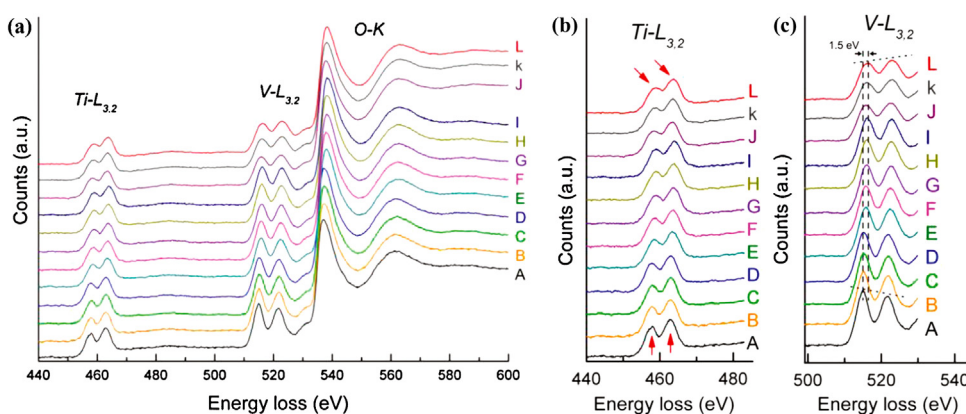 (a)
Ti-L3,2
V-L3,2
O-K
L
k
J
I
H
G
F
E
D
C
B
A
Counts (a.u.)
440 460 480 500 520 540 560 580 600
Energy loss (eV)
(b)
Ti-L3,2
L
k
J
I
H
G
F
E
D
C
B
A
Counts (a.u.)
440 460 480
Energy loss (eV)
(c)
V-L3,2
1.5 eV
L
k
J
I
H
G
F
E
D
C
B
A
Counts (a.u.)
500 520 540
Energy loss (eV)